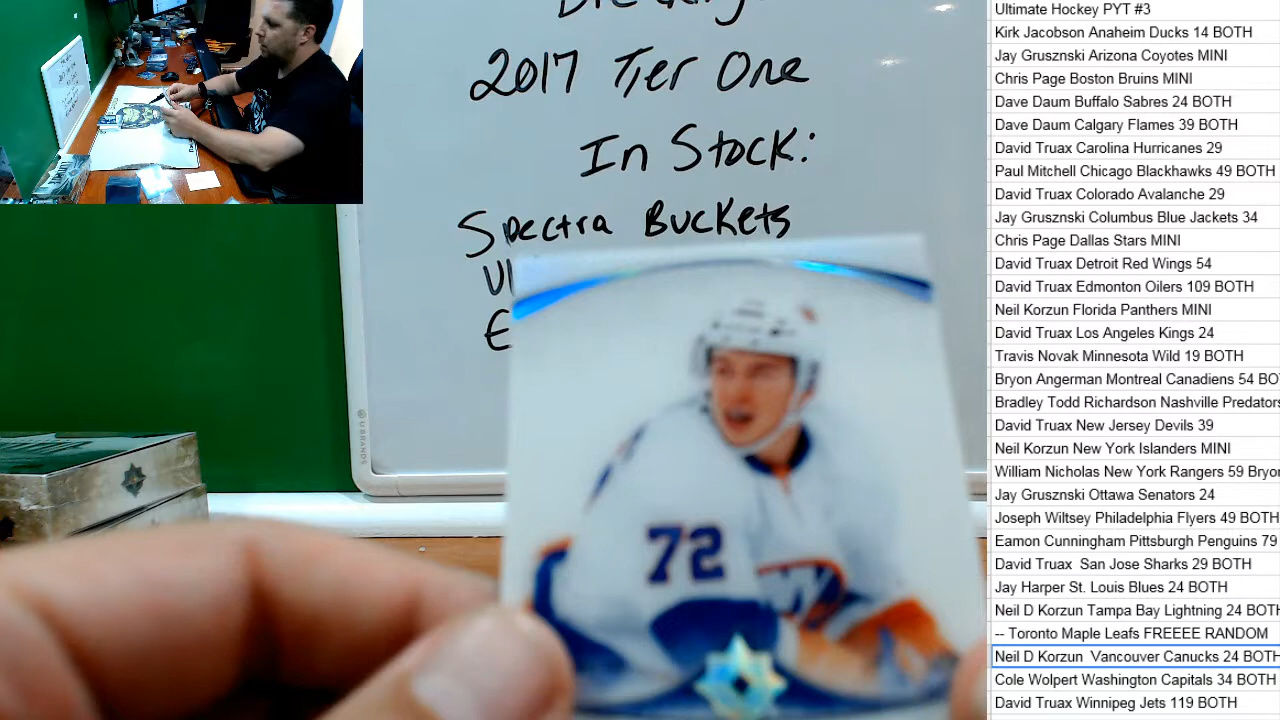 2017 Tier One
In Stock:
Spectra Buckets
72
U BRANDS
Ultimate Hockey PYT #3
Kirk Jacobson Anaheim Ducks 14 BOTH
Jay Grusznski Arizona Coyotes MINI
Chris Page Boston Bruins MINI
Dave Daum Buffalo Sabres 24 BOTH
Dave Daum Calgary Flames 39 BOTH
David Truax Carolina Hurricanes 29
Paul Mitchell Chicago Blackhawks 49 BOTH
David Truax Colorado Avalanche 29
Jay Grusznski Columbus Blue Jackets 34
Chris Page Dallas Stars MINI
David Truax Detroit Red Wings 54
David Truax Edmonton Oilers 109 BOTH
Neil Korzun Florida Panthers MINI
David Truax Los Angeles Kings 24
Travis Novak Minnesota Wild 19 BOTH
Bryon Angerman Montreal Canadiens 54 BO
Bradley Todd Richardson Nashville Predators
David Truax New Jersey Devils 39
Neil Korzun New York Islanders MINI
William Nicholas New York Rangers 59 Bryo
Jay Grusznski Ottawa Senators 24
Joseph Wiltsey Philadelphia Flyers 49 BOTH
Eamon Cunningham Pittsburgh Penguins 79
David Truax San Jose Sharks 29 BOTH
Jay Harper St. Louis Blues 24 BOTH
Neil D Korzun Tampa Bay Lightning 24 BOTH
-- Toronto Maple Leafs FREEEE RANDOM
Neil D Korzun Vancouver Canucks 24 BOTH
Cole Wolpert Washington Capitals 34 BOTH
David Truax Winnipeg Jets 119 BOTH